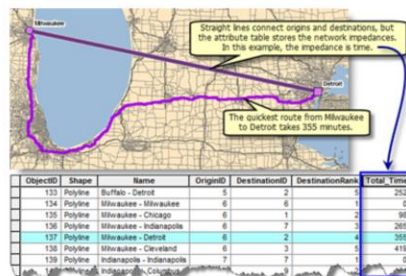 Milwaukee
Straight lines connect origins and destinations, but
the attribute table stores the network impedances.
In this example, the impedance is time.
Detroit
The quickest route from Milwaukee
to Detroit takes 355 minutes.
ObjectID Shape Name OriginID DestinationID DestinationRank Total_Time
133 Polyline Buffalo - Detroit 5 2 5 252
134 Polyline Milwaukee - Milwaukee 6 6 1 0
135 Polyline Milwaukee - Chicago 6 1 2 98
136 Polyline Milwaukee - Indianapolis 6 7 3 265
137 Polyline Milwaukee - Detroit 6 2 4 355
138 Polyline Milwaukee - Cleveland 6 3 5 419
139 Polyline Indianapolis - Indianapolis 7 7 1 0
Indianapolis - Columbus